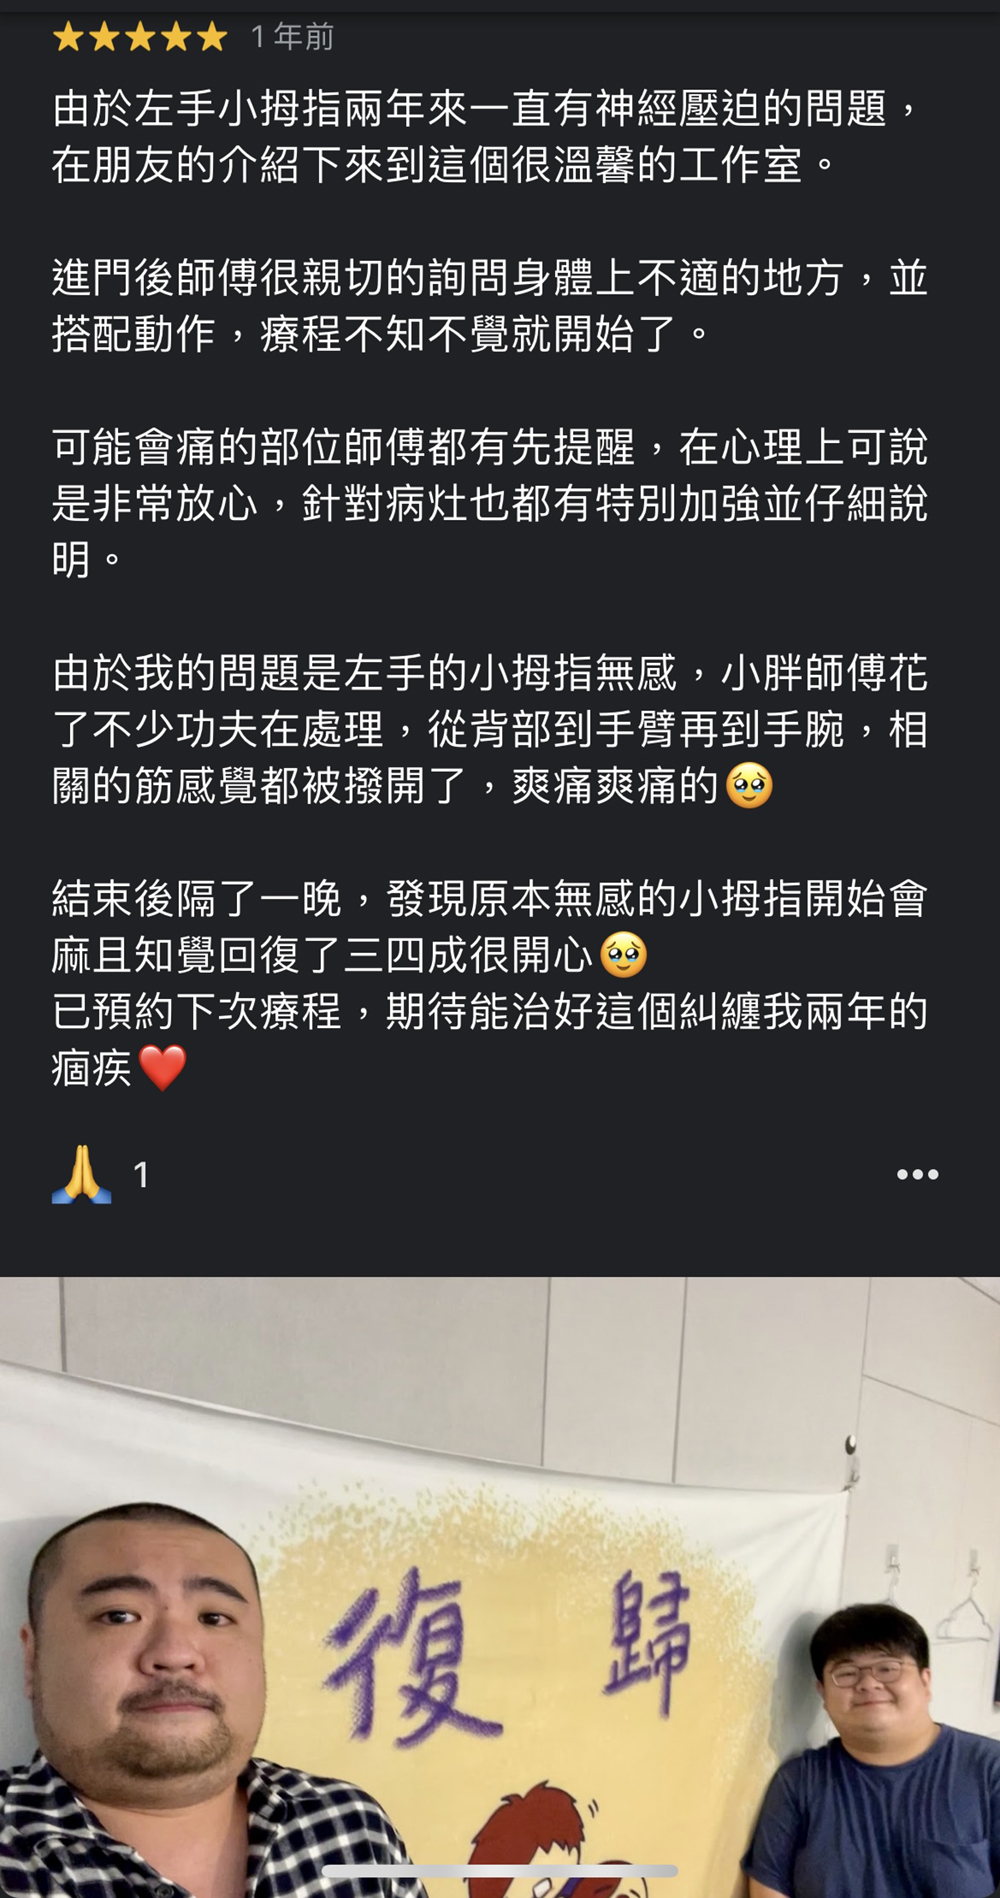 1 年前
由於左手小拇指兩年來一直有神經壓迫的問題，
在朋友的介紹下來到這個很溫馨的工作室。
進門後師傅很親切的詢問身體上不適的地方，並
搭配動作，療程不知不覺就開始了。
可能會痛的部位師傅都有先提醒，在心理上可說
是非常放心，針對病灶也都有特別加強並仔細說
明。
由於我的問題是左手的小拇指無感，小胖師傅花
了不少功夫在處理，從背部到手臂再到手腕，相
關的筋感覺都被撥開了，爽痛爽痛的🥹
結束後隔了一晚，發現原本無感的小拇指開始會
麻且知覺回復了三四成很開心🥹
已預約下次療程，期待能治好這個糾纏我兩年的
痼疾❤️
🙏 1
復歸